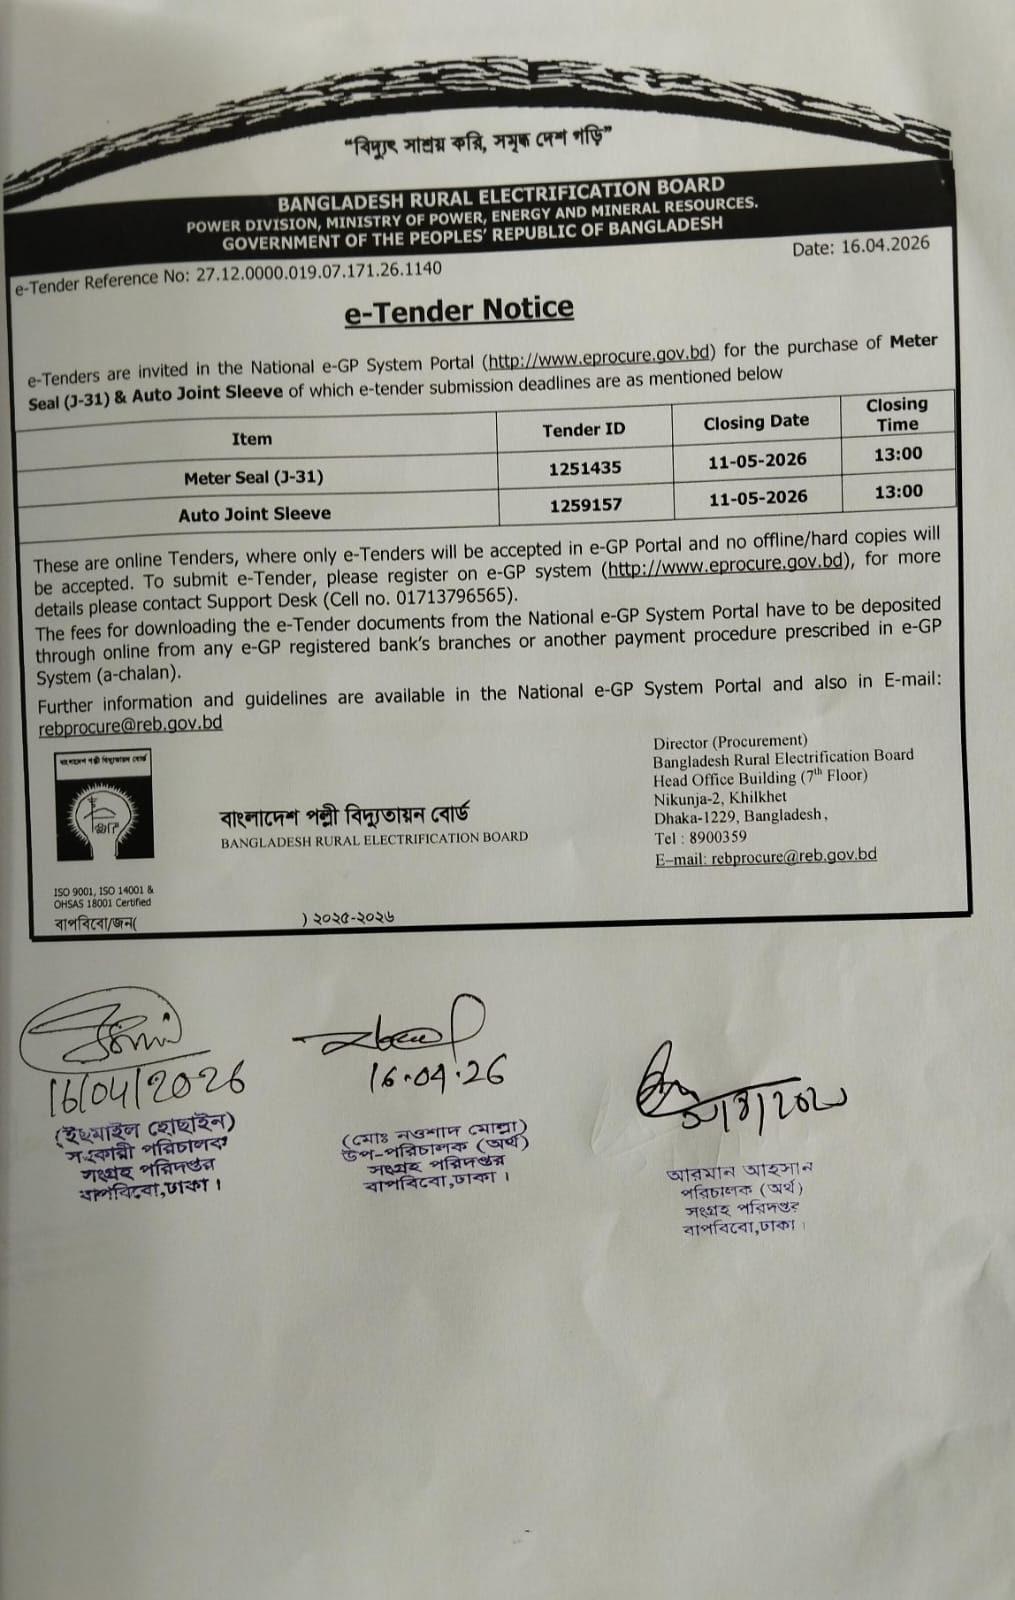 “বিদ্যুৎ সাশ্রয় করি, সমৃদ্ধ দেশ গড়ি”
BANGLADESH RURAL ELECTRIFICATION BOARD
POWER DIVISION, MINISTRY OF POWER, ENERGY AND MINERAL RESOURCES.
GOVERNMENT OF THE PEOPLES’ REPUBLIC OF BANGLADESH
e-Tender Reference No: 27.12.0000.019.07.171.26.1140 Date: 16.04.2026
e-Tender Notice
e-Tenders are invited in the National e-GP System Portal (http://www.eprocure.gov.bd) for the purchase of Meter
Seal (J-31) & Auto Joint Sleeve of which e-tender submission deadlines are as mentioned below
Item Tender ID Closing Date Closing Time
Meter Seal (J-31) 1251435 11-05-2026 13:00
Auto Joint Sleeve 1259157 11-05-2026 13:00
These are online Tenders, where only e-Tenders will be accepted in e-GP Portal and no offline/hard copies will
be accepted. To submit e-Tender, please register on e-GP system (http://www.eprocure.gov.bd), for more
details please contact Support Desk (Cell no. 01713796565).
The fees for downloading the e-Tender documents from the National e-GP System Portal have to be deposited
through online from any e-GP registered bank’s branches or another payment procedure prescribed in e-GP
System (a-chalan).
Further information and guidelines are available in the National e-GP System Portal and also in E-mail:
rebprocure@reb.gov.bd
বাংলাদেশ পল্লী বিদ্যুতায়ন বোর্ড
ISO 9001, ISO 14001 &
OHSAS 18001 Certified
বাপবিবো/জন( ) ২০২৫-২০২৬
বাংলাদেশ পল্লী বিদ্যুতায়ন বোর্ড
BANGLADESH RURAL ELECTRIFICATION BOARD
Director (Procurement)
Bangladesh Rural Electrification Board
Head Office Building (7th Floor)
Nikunja-2, Khilkhet
Dhaka-1229, Bangladesh,
Tel : 8900359
E-mail: rebprocure@reb.gov.bd
16/04/2026
(ইছমাইল হোছাইন)
সহকারী পরিচালক
সংগ্রহ পরিদপ্তর
বাপবিবো,ঢাকা।
16.04.26
(মোঃ নওশাদ মোল্লা)
উপ-পরিচালক (অর্থ)
সংগ্রহ পরিদপ্তর
বাপবিবো,ঢাকা।
আরমান আহসান
পরিচালক (অর্থ)
সংগ্রহ পরিদপ্তর
বাপবিবো,ঢাকা।